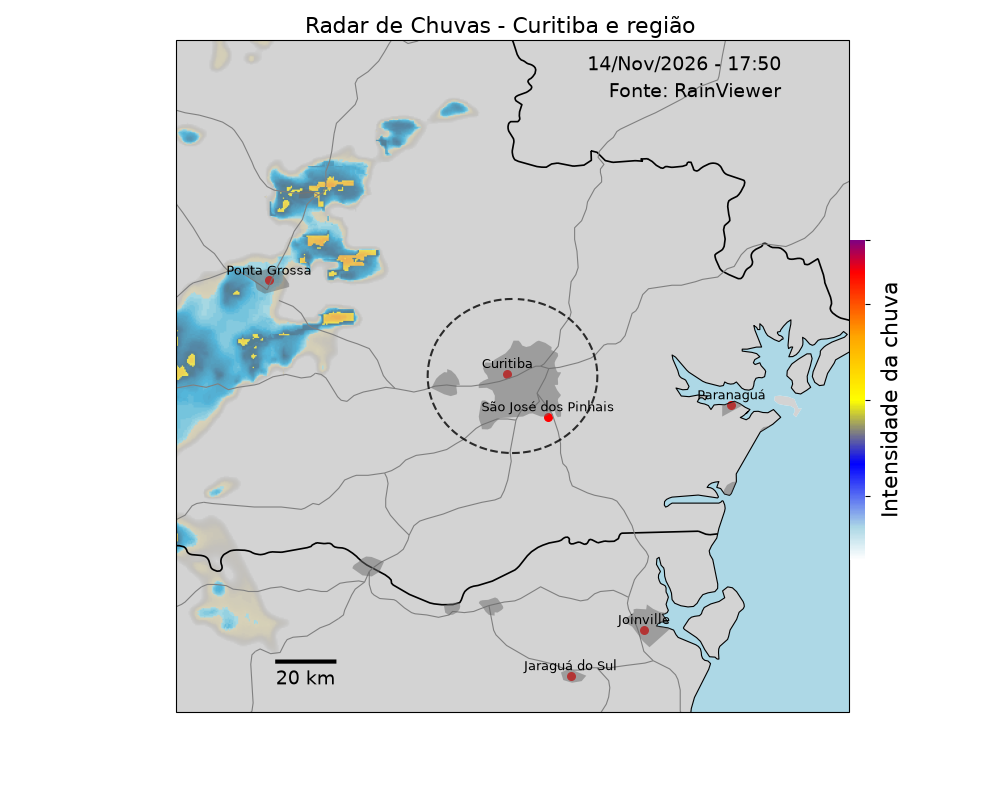 Radar de Chuvas - Curitiba e região
14/Nov/2026 - 17:50
Fonte: RainViewer
Ponta Grossa
Curitiba
São José dos Pinhais
Paranaguá
Joinville
Jaraguá do Sul
20 km
Intensidade da chuva